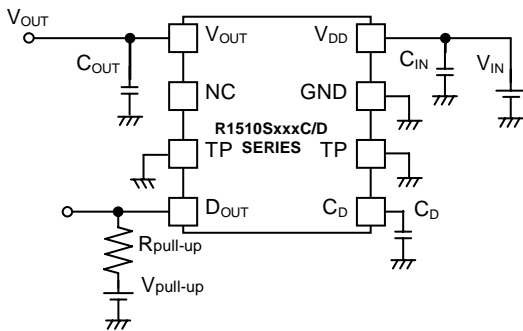 VOUT
VOUT
VDD
COUT
CIN
VIN
NC
GND
R1510SxxxC/D
SERIES
TP
TP
DOUT
CD
CD
Rpull-up
Vpull-up